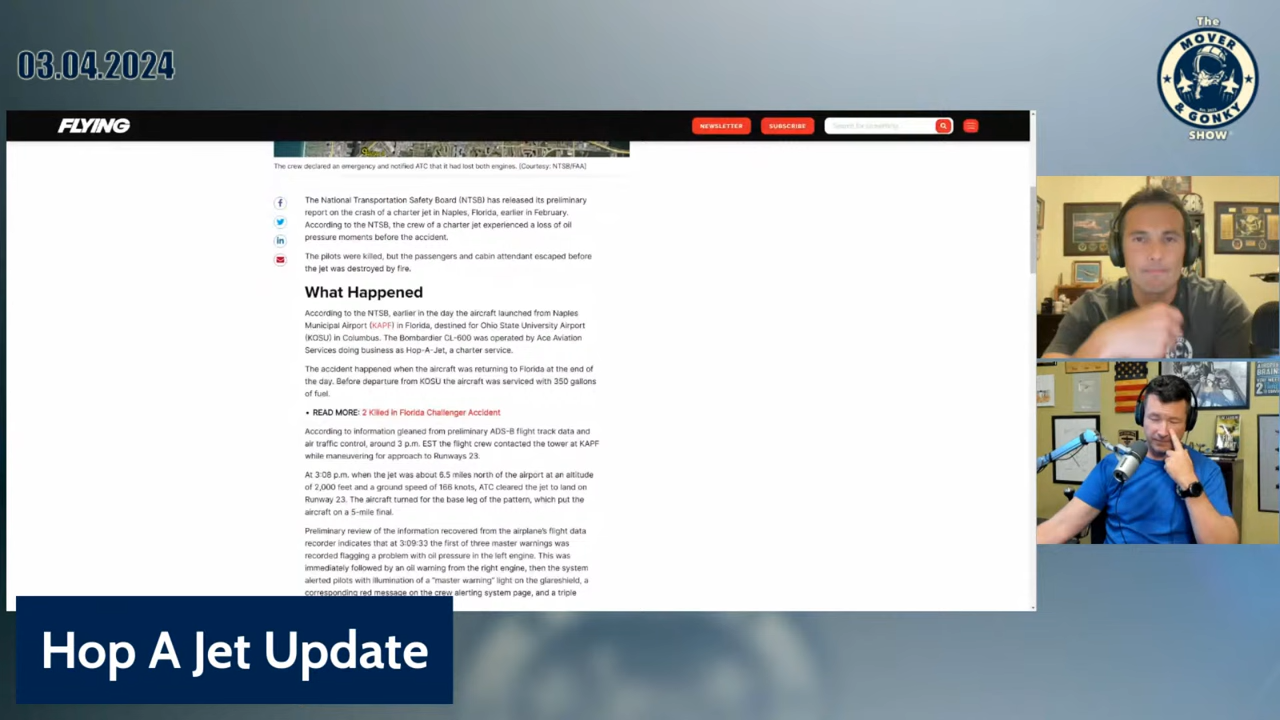 03.04.2024
The
MOVER
& GONKY
SHOW
FLYING
NEWSLETTER
SUBSCRIBE
Search for something
The crew declared an emergency and notified ATC that it had lost both engines. [Courtesy: NTSB/FAA]
The National Transportation Safety Board (NTSB) has released its preliminary
report on the crash of a charter jet in Naples, Florida, earlier in February.
According to the NTSB, the crew of a charter jet experienced a loss of oil
pressure moments before the accident.
The pilots were killed, but the passengers and cabin attendant escaped before
the jet was destroyed by fire.
What Happened
According to the NTSB, earlier in the day the aircraft launched from Naples
Municipal Airport (KAPF) in Florida, destined for Ohio State University Airport
(KOSU) in Columbus. The Bombardier CL-600 was operated by Ace Aviation
Services doing business as Hop-A-Jet, a charter service.
The accident happened when the aircraft was returning to Florida at the end of
the day. Before departure from KOSU the aircraft was serviced with 350 gallons
of fuel.
• READ MORE: 2 Killed in Florida Challenger Accident
According to information gleaned from preliminary ADS-B flight track data and
air traffic control, around 3 p.m. EST the flight crew contacted the tower at KAPF
while maneuvering for approach to Runways 23.
At 3:08 p.m. when the jet was about 6.5 miles north of the airport at an altitude
of 2,000 feet and a ground speed of 166 knots, ATC cleared the jet to land on
Runway 23. The aircraft turned for the base leg of the pattern, which put the
aircraft on a 5-mile final.
Preliminary review of the information recovered from the airplane's flight data
recorder indicates that at 3:09:33 the first of three master warnings was
recorded flagging a problem with oil pressure in the left engine. This was
immediately followed by an oil warning from the right engine, then the system
alerted pilots with illumination of a "master warning" light on the glareshield, a
corresponding red message on the crew alerting system page, and a triple
Hop A Jet Update